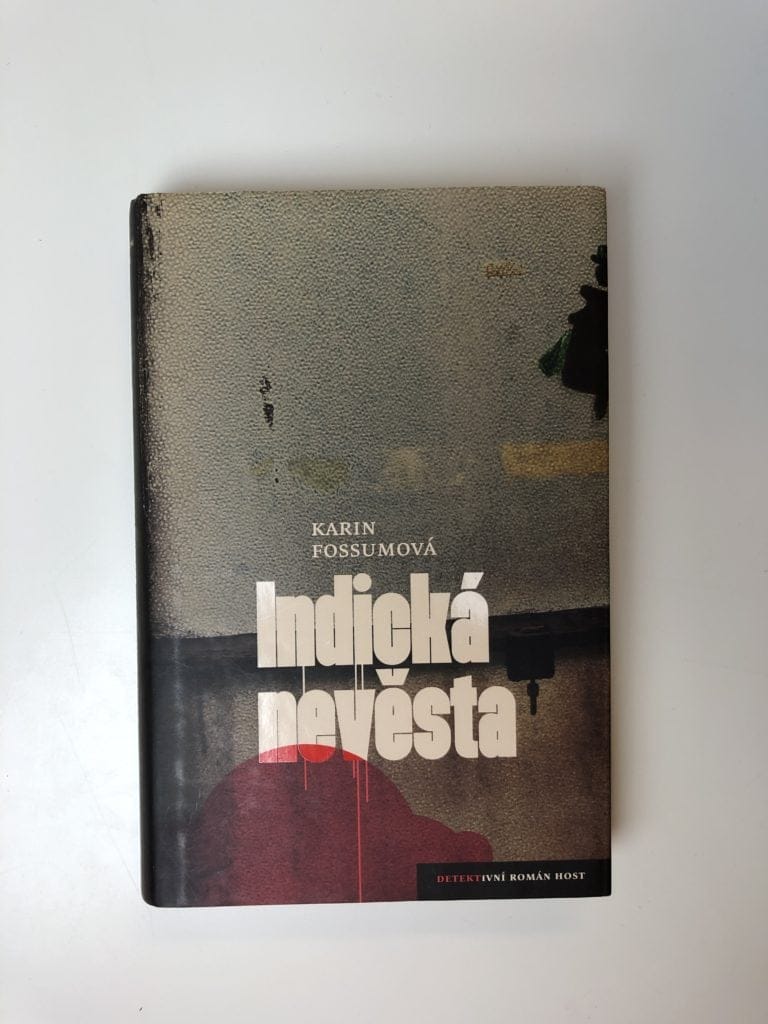 KARIN
FOSSUMOVÁ
Indická
nevěsta
DETEKTIVNÍ ROMÁN HOST